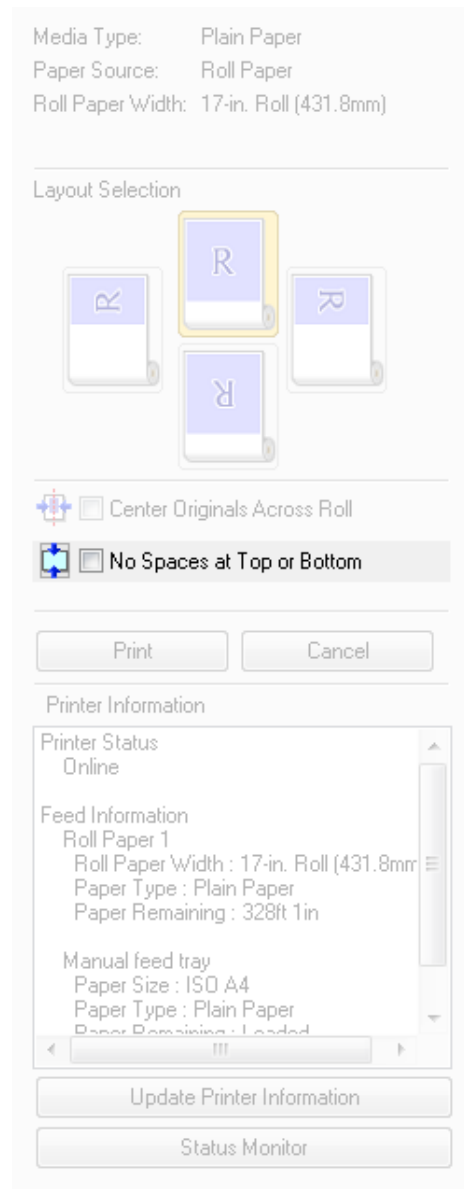 Media Type: Plain Paper
Paper Source: Roll Paper
Roll Paper Width: 17-in. Roll (431.8mm)
Layout Selection
R
R
R
R
Center Originals Across Roll
No Spaces at Top or Bottom
Print Cancel
Printer Information
Printer Status
Online
Feed Information
Roll Paper 1
Roll Paper Width : 17-in. Roll (431.8mm
Paper Type : Plain Paper
Paper Remaining : 328ft 1in
Manual feed tray
Paper Size : ISO A4
Paper Type : Plain Paper
Paper Remaining : Loaded
Update Printer Information
Status Monitor